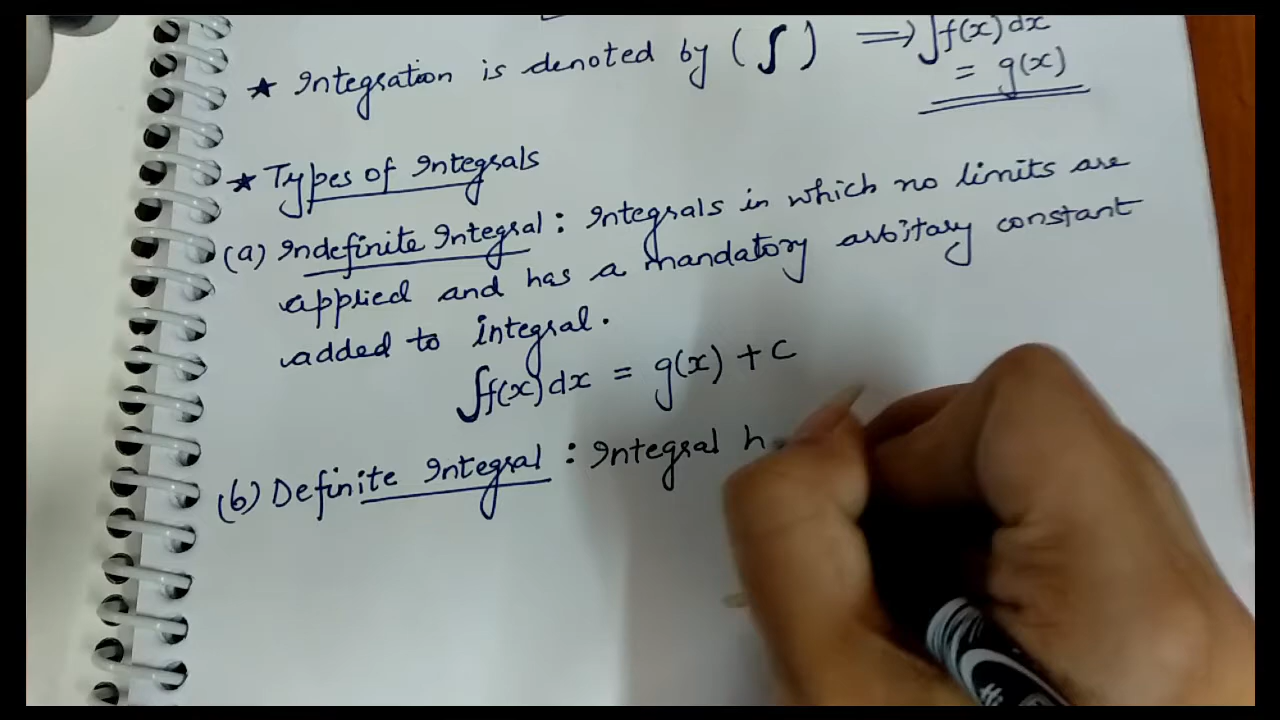 ★ Integration is denoted by (∫) ⟹ ∫f(x)dx
= g(x)
★ Types of Integrals
(a) Indefinite Integral : Integrals in which no limits are
applied and has a mandatory arbitary constant
added to integral.
∫f(x)dx = g(x) + c
(b) Definite Integral : Integral